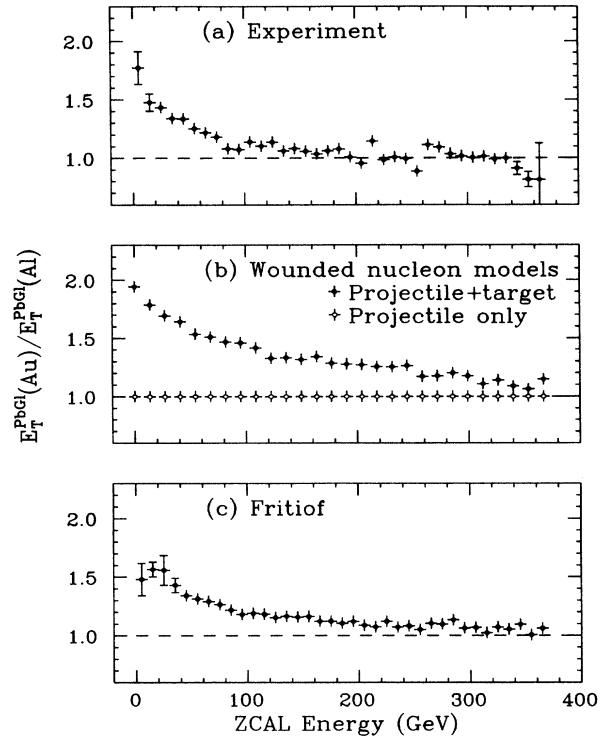 (a) Experiment
2.0
1.5
1.0
(b) Wounded nucleon models
Projectile+target
Projectile only
2.0
1.5
1.0
E_T^PbGl(Au)/E_T^PbGl(Al)
(c) Fritiof
2.0
1.5
1.0
0 100 200 300 400
ZCAL Energy (GeV)